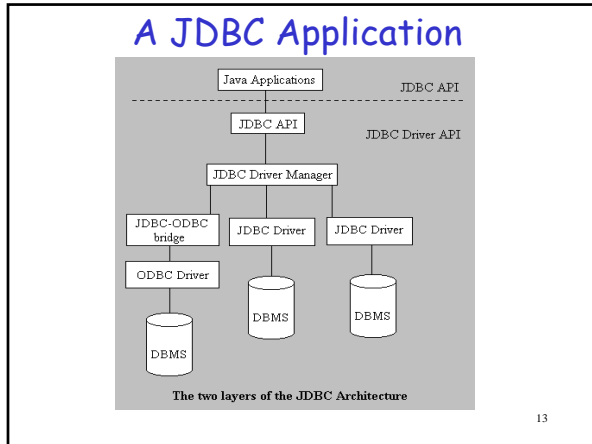 A JDBC Application
Java Applications
JDBC API
JDBC API
JDBC Driver API
JDBC Driver Manager
JDBC-ODBC
bridge
JDBC Driver
JDBC Driver
ODBC Driver
DBMS
DBMS
DBMS
The two layers of the JDBC Architecture
13